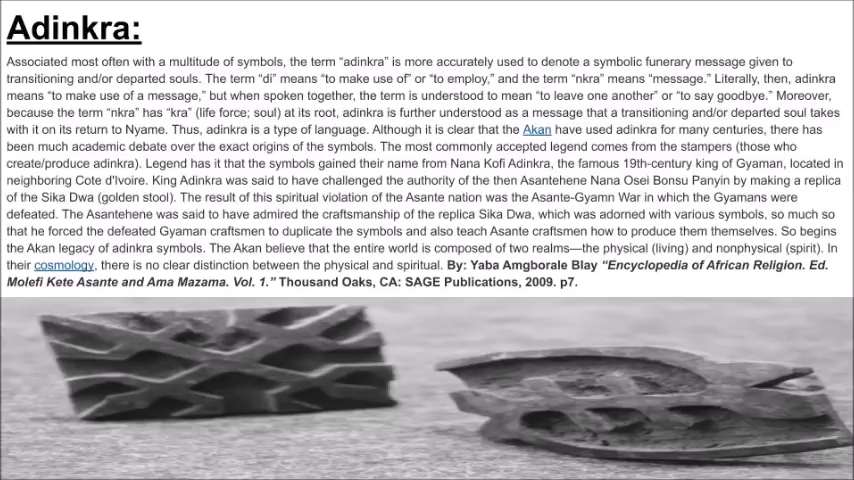 Adinkra:
Associated most often with a multitude of symbols, the term “adinkra” is more accurately used to denote a symbolic funerary message given to
transitioning and/or departed souls. The term “di” means “to make use of” or “to employ,” and the term “nkra” means “message.” Literally, then, adinkra
means “to make use of a message,” but when spoken together, the term is understood to mean “to leave one another” or “to say goodbye.” Moreover,
because the term “nkra” has “kra” (life force; soul) at its root, adinkra is further understood as a message that a transitioning and/or departed soul takes
with it on its return to Nyame. Thus, adinkra is a type of language. Although it is clear that the Akan have used adinkra for many centuries, there has
been much academic debate over the exact origins of the symbols. The most commonly accepted legend comes from the stampers (those who
create/produce adinkra). Legend has it that the symbols gained their name from Nana Kofi Adinkra, the famous 19th-century king of Gyaman, located in
neighboring Cote d'Ivoire. King Adinkra was said to have challenged the authority of the then Asantehene Nana Osei Bonsu Panyin by making a replica
of the Sika Dwa (golden stool). The result of this spiritual violation of the Asante nation was the Asante-Gyamn War in which the Gyamans were
defeated. The Asantehene was said to have admired the craftsmanship of the replica Sika Dwa, which was adorned with various symbols, so much so
that he forced the defeated Gyaman craftsmen to duplicate the symbols and also teach Asante craftsmen how to produce them themselves. So begins
the Akan legacy of adinkra symbols. The Akan believe that the entire world is composed of two realms—the physical (living) and nonphysical (spirit). In
their cosmology, there is no clear distinction between the physical and spiritual. By: Yaba Amgborale Blay “Encyclopedia of African Religion. Ed.
Molefi Kete Asante and Ama Mazama. Vol. 1.” Thousand Oaks, CA: SAGE Publications, 2009. p7.